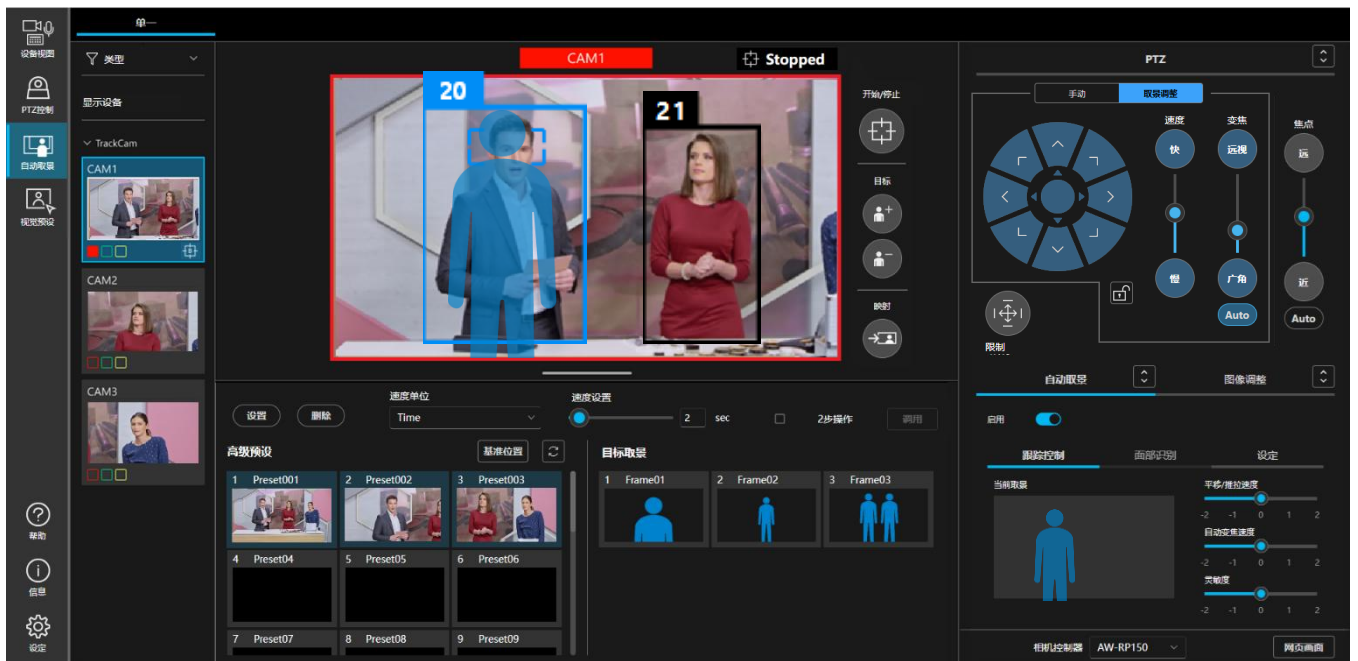 单一
设备视图
PTZ控制
自动取景
视觉预设
帮助
信息
设定
类型
显示设备
TrackCam
CAM1
CAM2
CAM3
CAM1
Stopped
20
21
开始/停止
目标
映射
设置
删除
速度单位
Time
速度设置
2 sec
2步操作
调用
高级预设
基准位置
1 Preset001
2 Preset002
3 Preset003
4 Preset04
5 Preset05
6 Preset06
7 Preset07
8 Preset08
9 Preset09
目标取景
1 Frame01
2 Frame02
3 Frame03
PTZ
手动
取景调整
速度
变焦
焦点
快
远视
远
慢
广角
近
Auto
Auto
限制
自动取景
图像调整
启用
跟踪控制
面部识别
设定
当前取景
平移/推拉速度
-2 -1 0 1 2
自动变焦速度
-2 -1 0 1 2
灵敏度
-2 -1 0 1 2
相机控制器
AW-RP150
网页画面